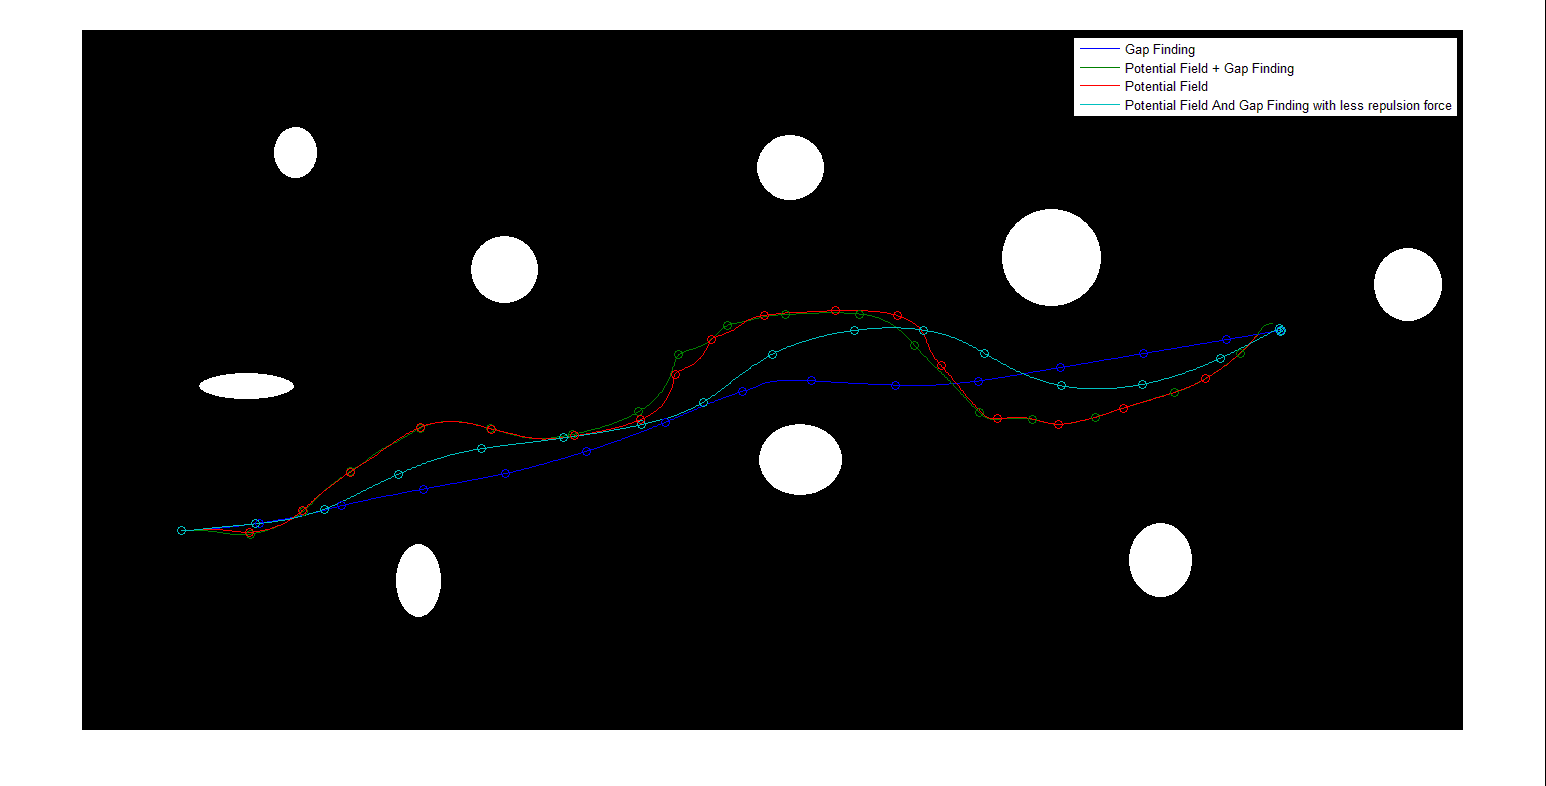 Gap Finding
Potential Field + Gap Finding
Potential Field
Potential Field And Gap Finding with less repulsion force